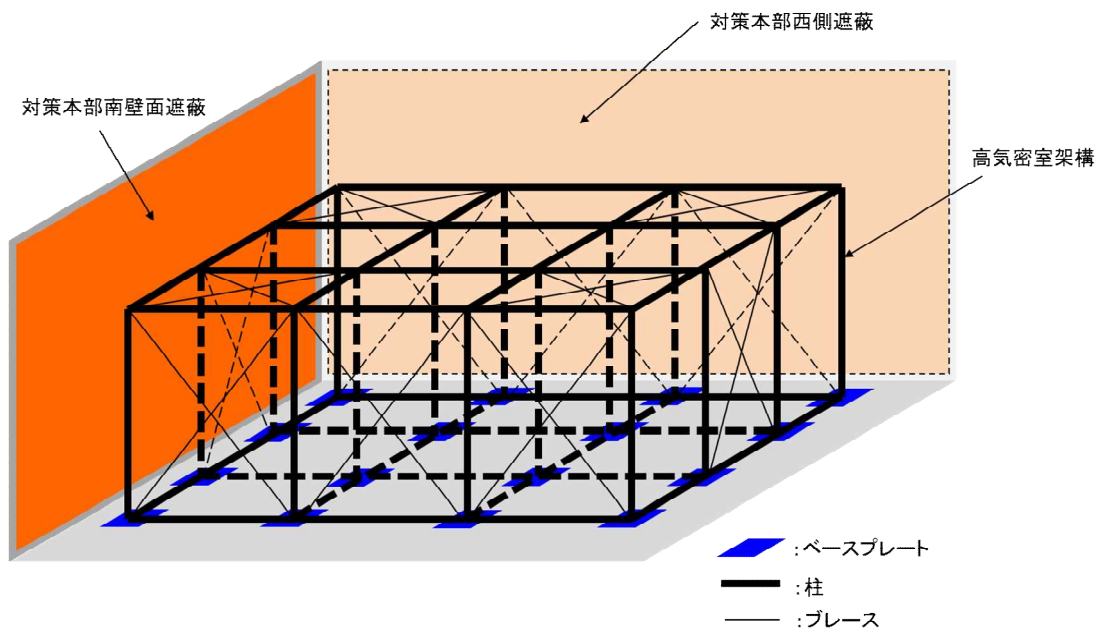 対策本部西側遮蔽
対策本部南壁面遮蔽
高気密室架構
:ベースプレート
:柱
:ブレース